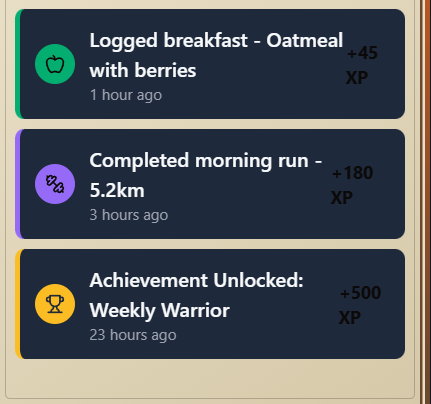 Logged breakfast - Oatmeal
with berries
1 hour ago
+45
XP
Completed morning run -
5.2km
3 hours ago
+180
XP
Achievement Unlocked:
Weekly Warrior
23 hours ago
+500
XP